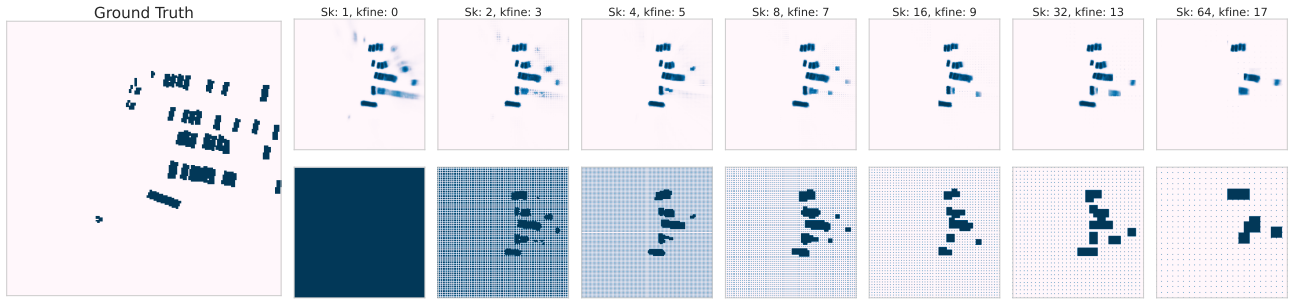 Ground Truth
Sk: 1, kfine: 0
Sk: 2, kfine: 3
Sk: 4, kfine: 5
Sk: 8, kfine: 7
Sk: 16, kfine: 9
Sk: 32, kfine: 13
Sk: 64, kfine: 17